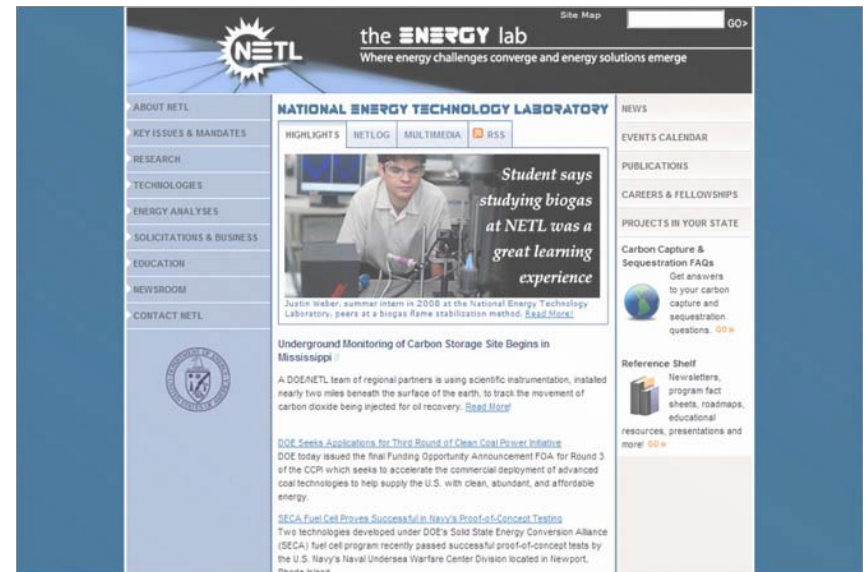 Site Map
GO>
NETL
the ENERGY lab
Where energy challenges converge and energy solutions emerge
ABOUT NETL
KEY ISSUES & MANDATES
RESEARCH
TECHNOLOGIES
ENERGY ANALYSES
SOLICITATIONS & BUSINESS
EDUCATION
NEWSROOM
CONTACT NETL
NATIONAL ENERGY TECHNOLOGY LABORATORY
HIGHLIGHTS NETLOG MULTIMEDIA RSS
Student says
studying biogas
at NETL was a
great learning
experience
Justin Weber, summer intern in 2008 at the National Energy Technology
Laboratory, peers at a biogas flame stabilization method. Read More!
Underground Monitoring of Carbon Storage Site Begins in
Mississippi
A DOE/NETL team of regional partners is using scientific instrumentation, installed
nearly two miles beneath the surface of the earth, to track the movement of
carbon dioxide being injected for oil recovery. Read More!
DOE Seeks Applications for Third Round of Clean Coal Power Initiative
DOE today issued the final Funding Opportunity Announcement FOA for Round 3
of the CCPI which seeks to accelerate the commercial deployment of advanced
coal technologies to help supply the U.S. with clean, abundant, and affordable
energy.
SECA Fuel Cell Proves Successful in Navy's Proof-of-Concept Testing
Two technologies developed under DOE's Solid State Energy Conversion Alliance
(SECA) fuel cell program recently passed successful proof-of-concept tests by
the U.S. Navy's Naval Undersea Warfare Center Division located in Newport,
Rhode Island
NEWS
EVENTS CALENDAR
PUBLICATIONS
CAREERS & FELLOWSHIPS
PROJECTS IN YOUR STATE
Carbon Capture &
Sequestration FAQs
Get answers
to your carbon
capture and
sequestration
questions. GO »
Reference Shelf
Newsletters,
program fact
sheets, roadmaps,
educational
resources, presentations and
more! GO »